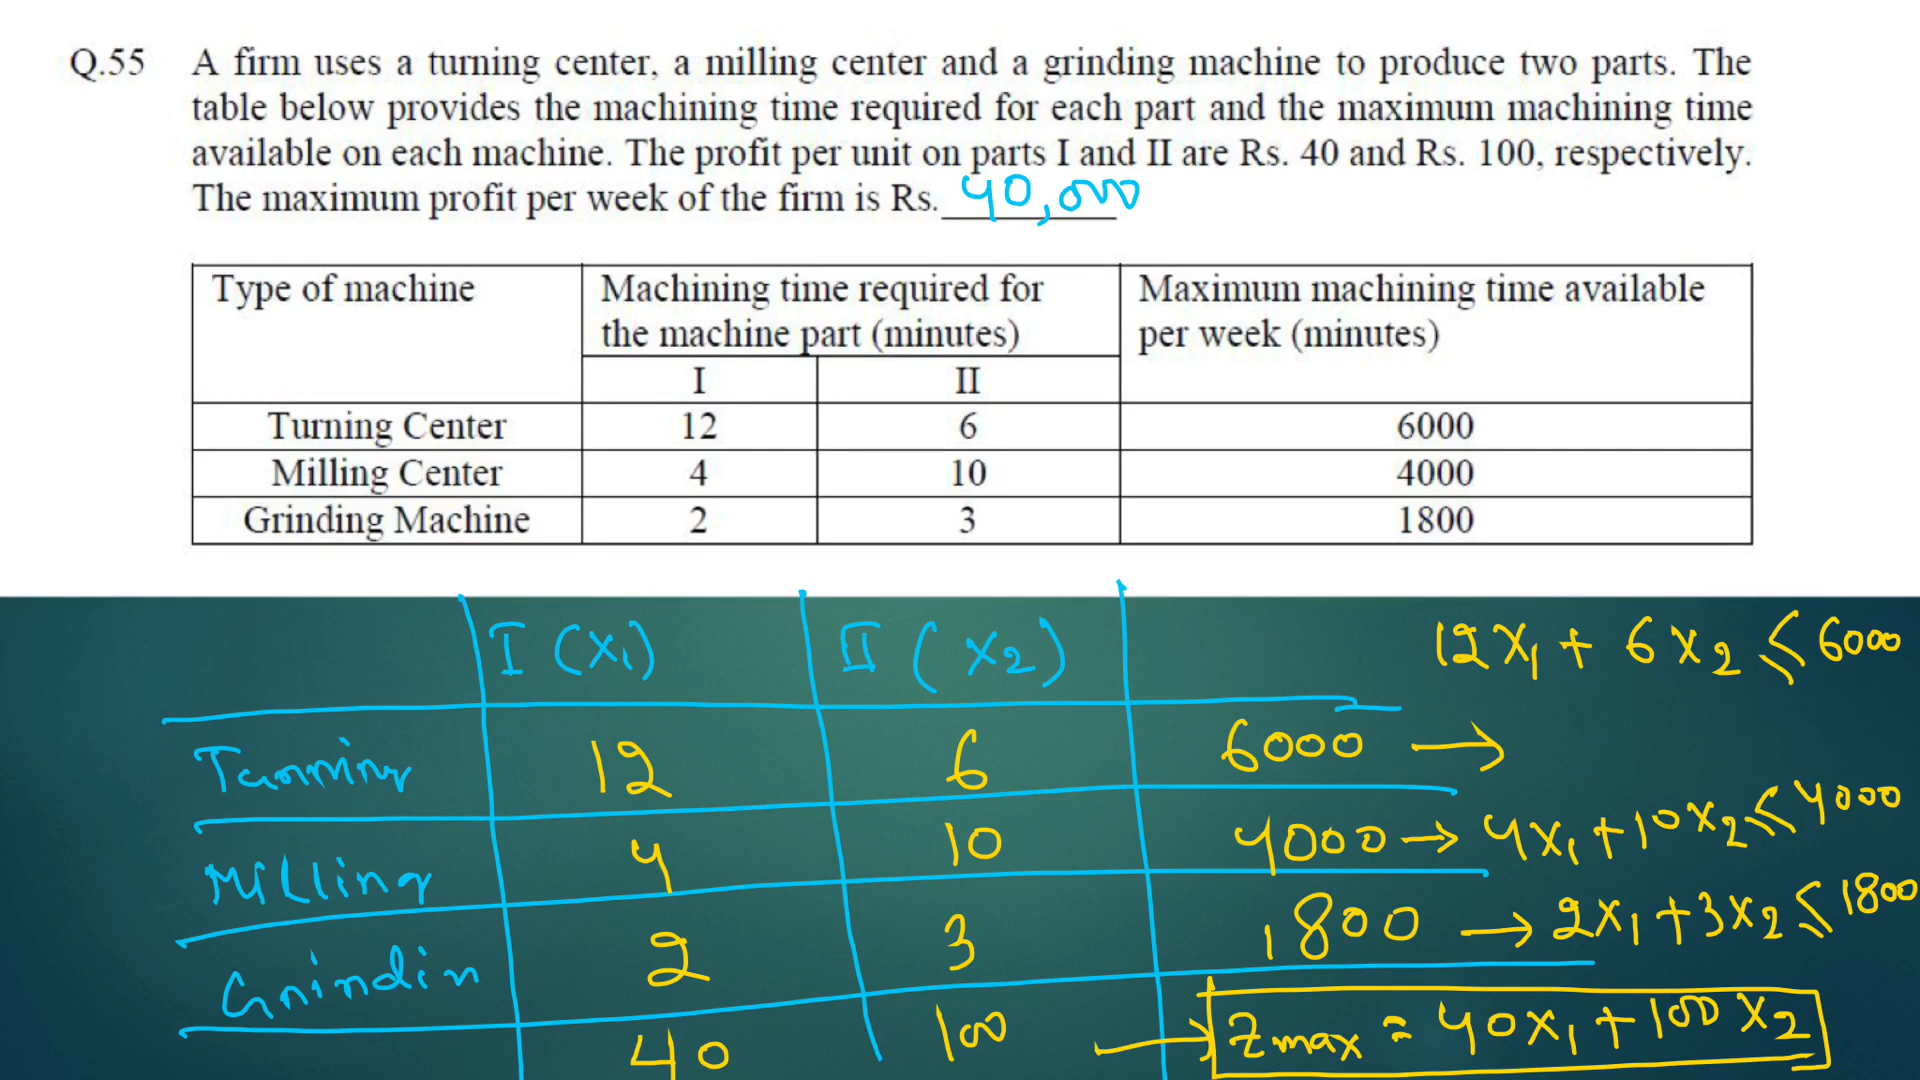 Q.55 A firm uses a turning center, a milling center and a grinding machine to produce two parts. The
table below provides the machining time required for each part and the maximum machining time
available on each machine. The profit per unit on parts I and II are Rs. 40 and Rs. 100, respectively.
The maximum profit per week of the firm is Rs. 40,000
Type of machine Machining time required for the machine part (minutes) Maximum machining time available per week (minutes)
I II
Turning Center 12 6 6000
Milling Center 4 10 4000
Grinding Machine 2 3 1800
I (x₁) II (x₂) 12x₁ + 6x₂ ≤ 6000
12 6 6000 →
Milling 4 10 4000 → 4x₁ + 10x₂ ≤ 4000
Grindin 2 3 1800 → 2x₁ + 3x₂ ≤ 1800
40 100 → Zmax = 40x₁ + 100x₂